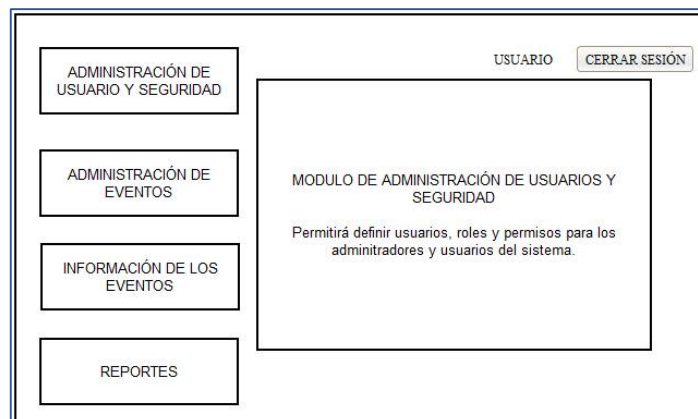 USUARIO
CERRAR SESIÓN
ADMINISTRACIÓN DE
USUARIO Y SEGURIDAD
ADMINISTRACIÓN DE
EVENTOS
INFORMACIÓN DE LOS
EVENTOS
REPORTES
MODULO DE ADMINISTRACIÓN DE USUARIOS Y
SEGURIDAD
Permitirá definir usuarios, roles y permisos para los
adminitradores y usuarios del sistema.